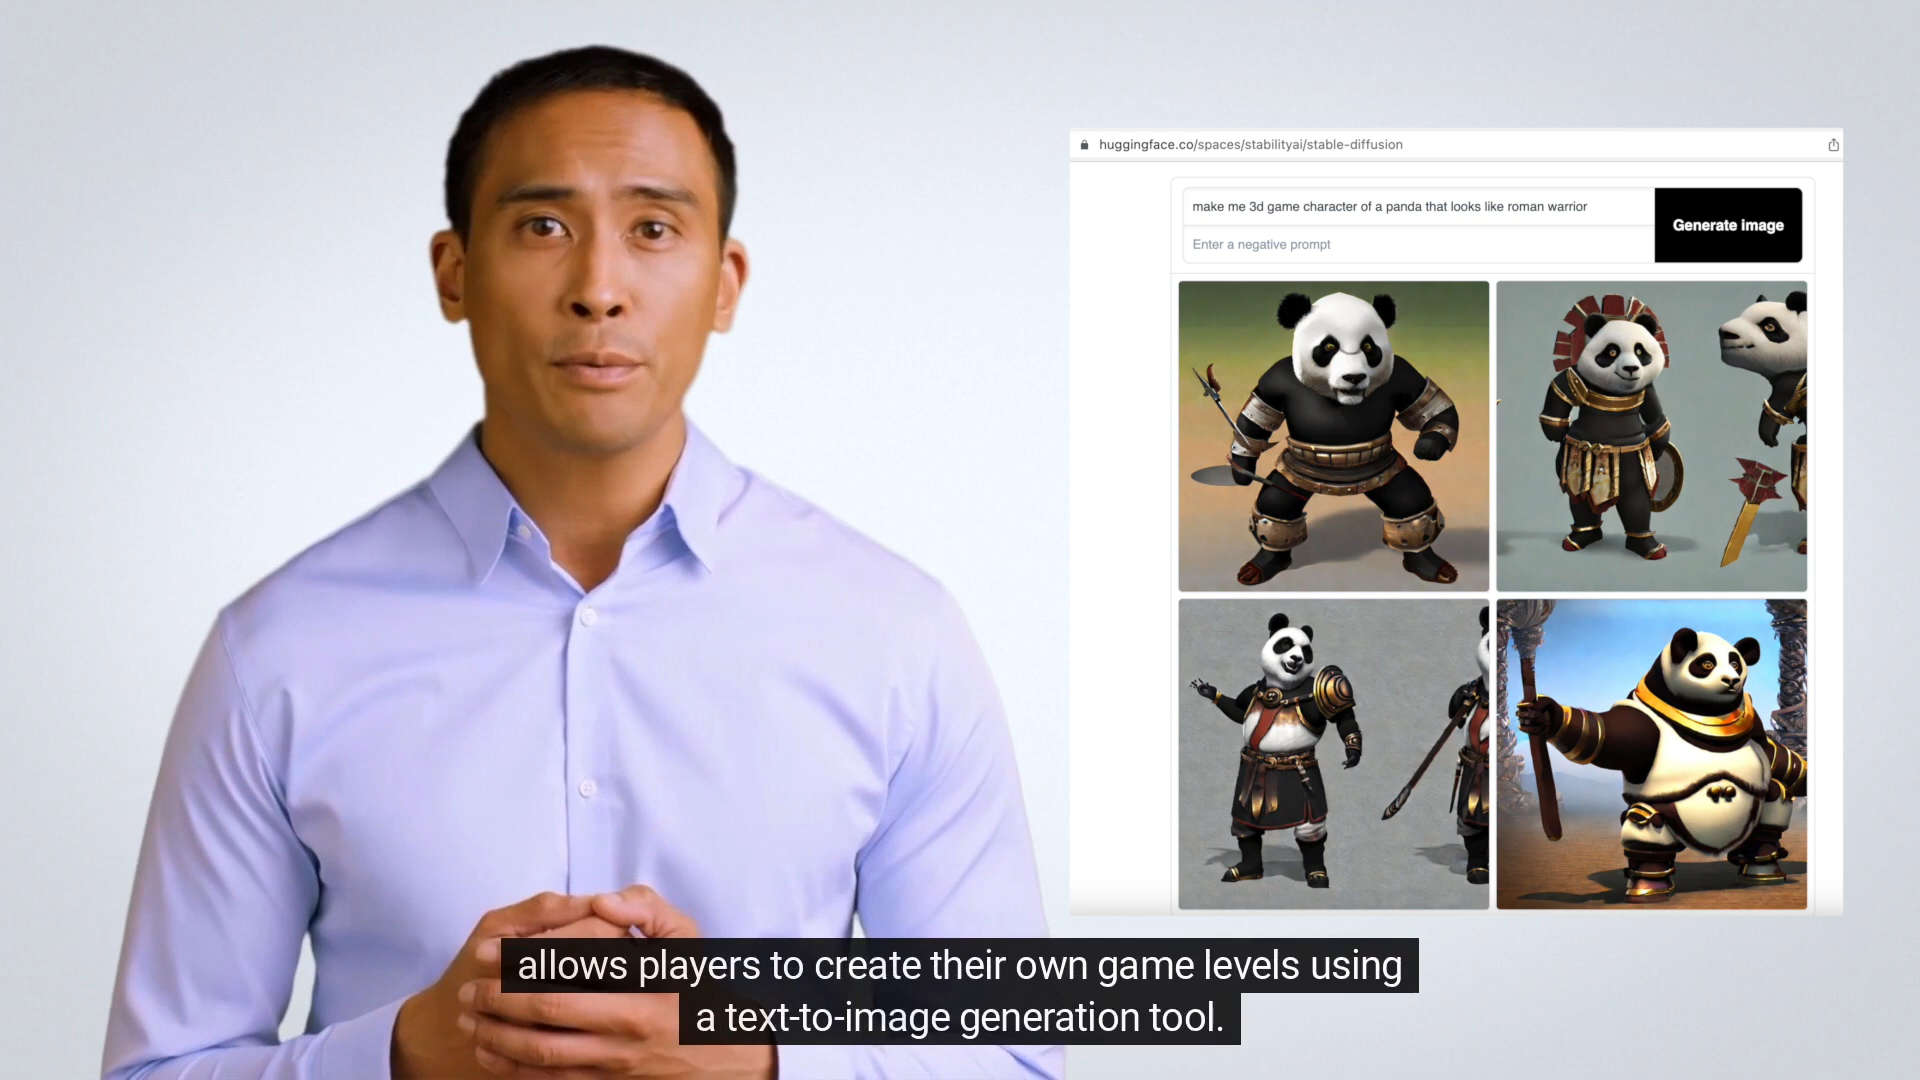 huggingface.co/spaces/stabilityai/stable-diffusion
make me 3d game character of a panda that looks like roman warrior
Generate image
Enter a negative prompt
allows players to create their own game levels using
a text-to-image generation tool.